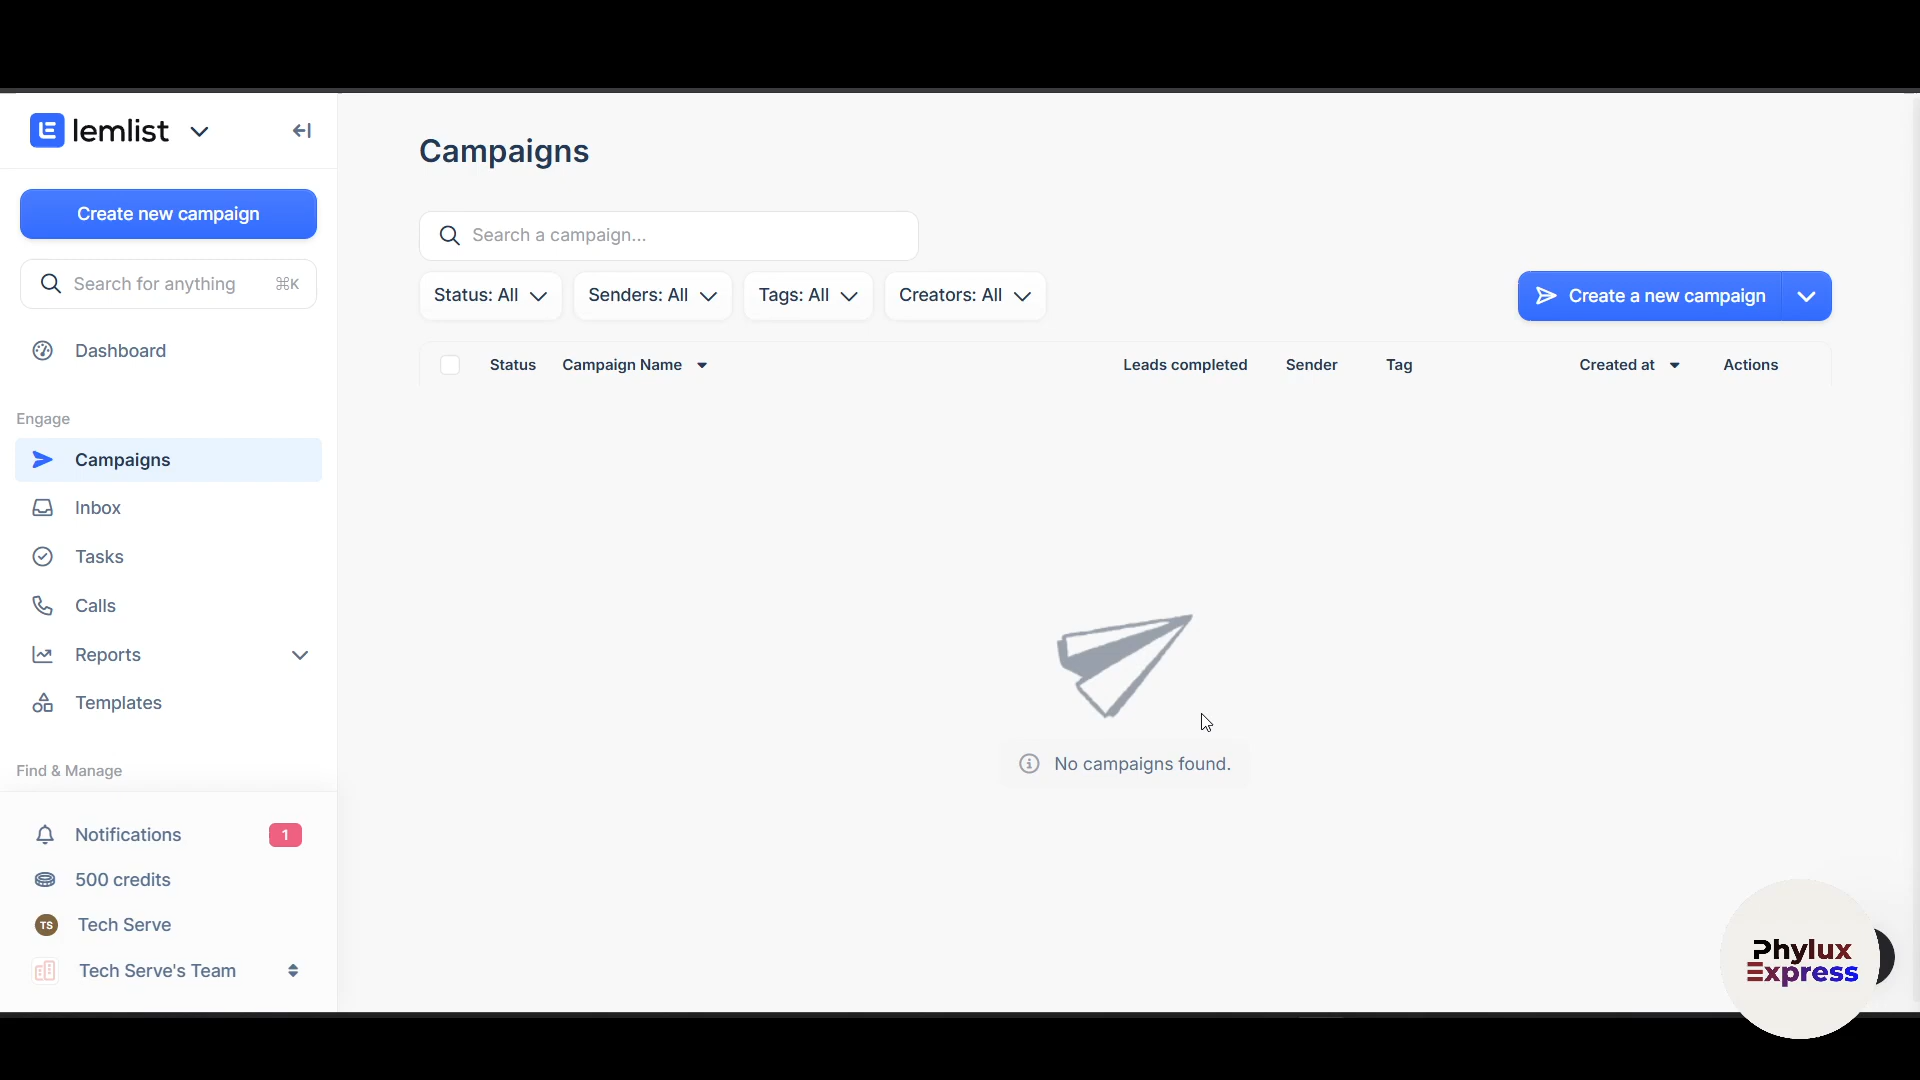 lemlist
Create new campaign
Search for anything ⌘K
Dashboard
Engage
Campaigns
Inbox
Tasks
Calls
Reports
Templates
Find & Manage
Notifications 1
500 credits
TS Tech Serve
Tech Serve's Team
Campaigns
Search a campaign...
Status: All Senders: All Tags: All Creators: All
Create a new campaign
Status Campaign Name Leads completed Sender Tag Created at Actions
No campaigns found.
Phylux
Express